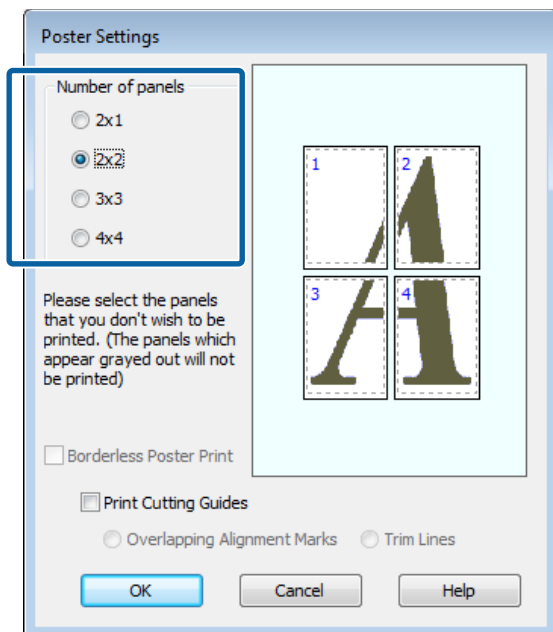 Poster Settings
Number of panels
2x1
2x2
3x3
4x4
1
2
3
4
A
Please select the panels
that you don't wish to be
printed. (The panels which
appear grayed out will not
be printed)
Borderless Poster Print
Print Cutting Guides
Overlapping Alignment Marks
Trim Lines
OK
Cancel
Help